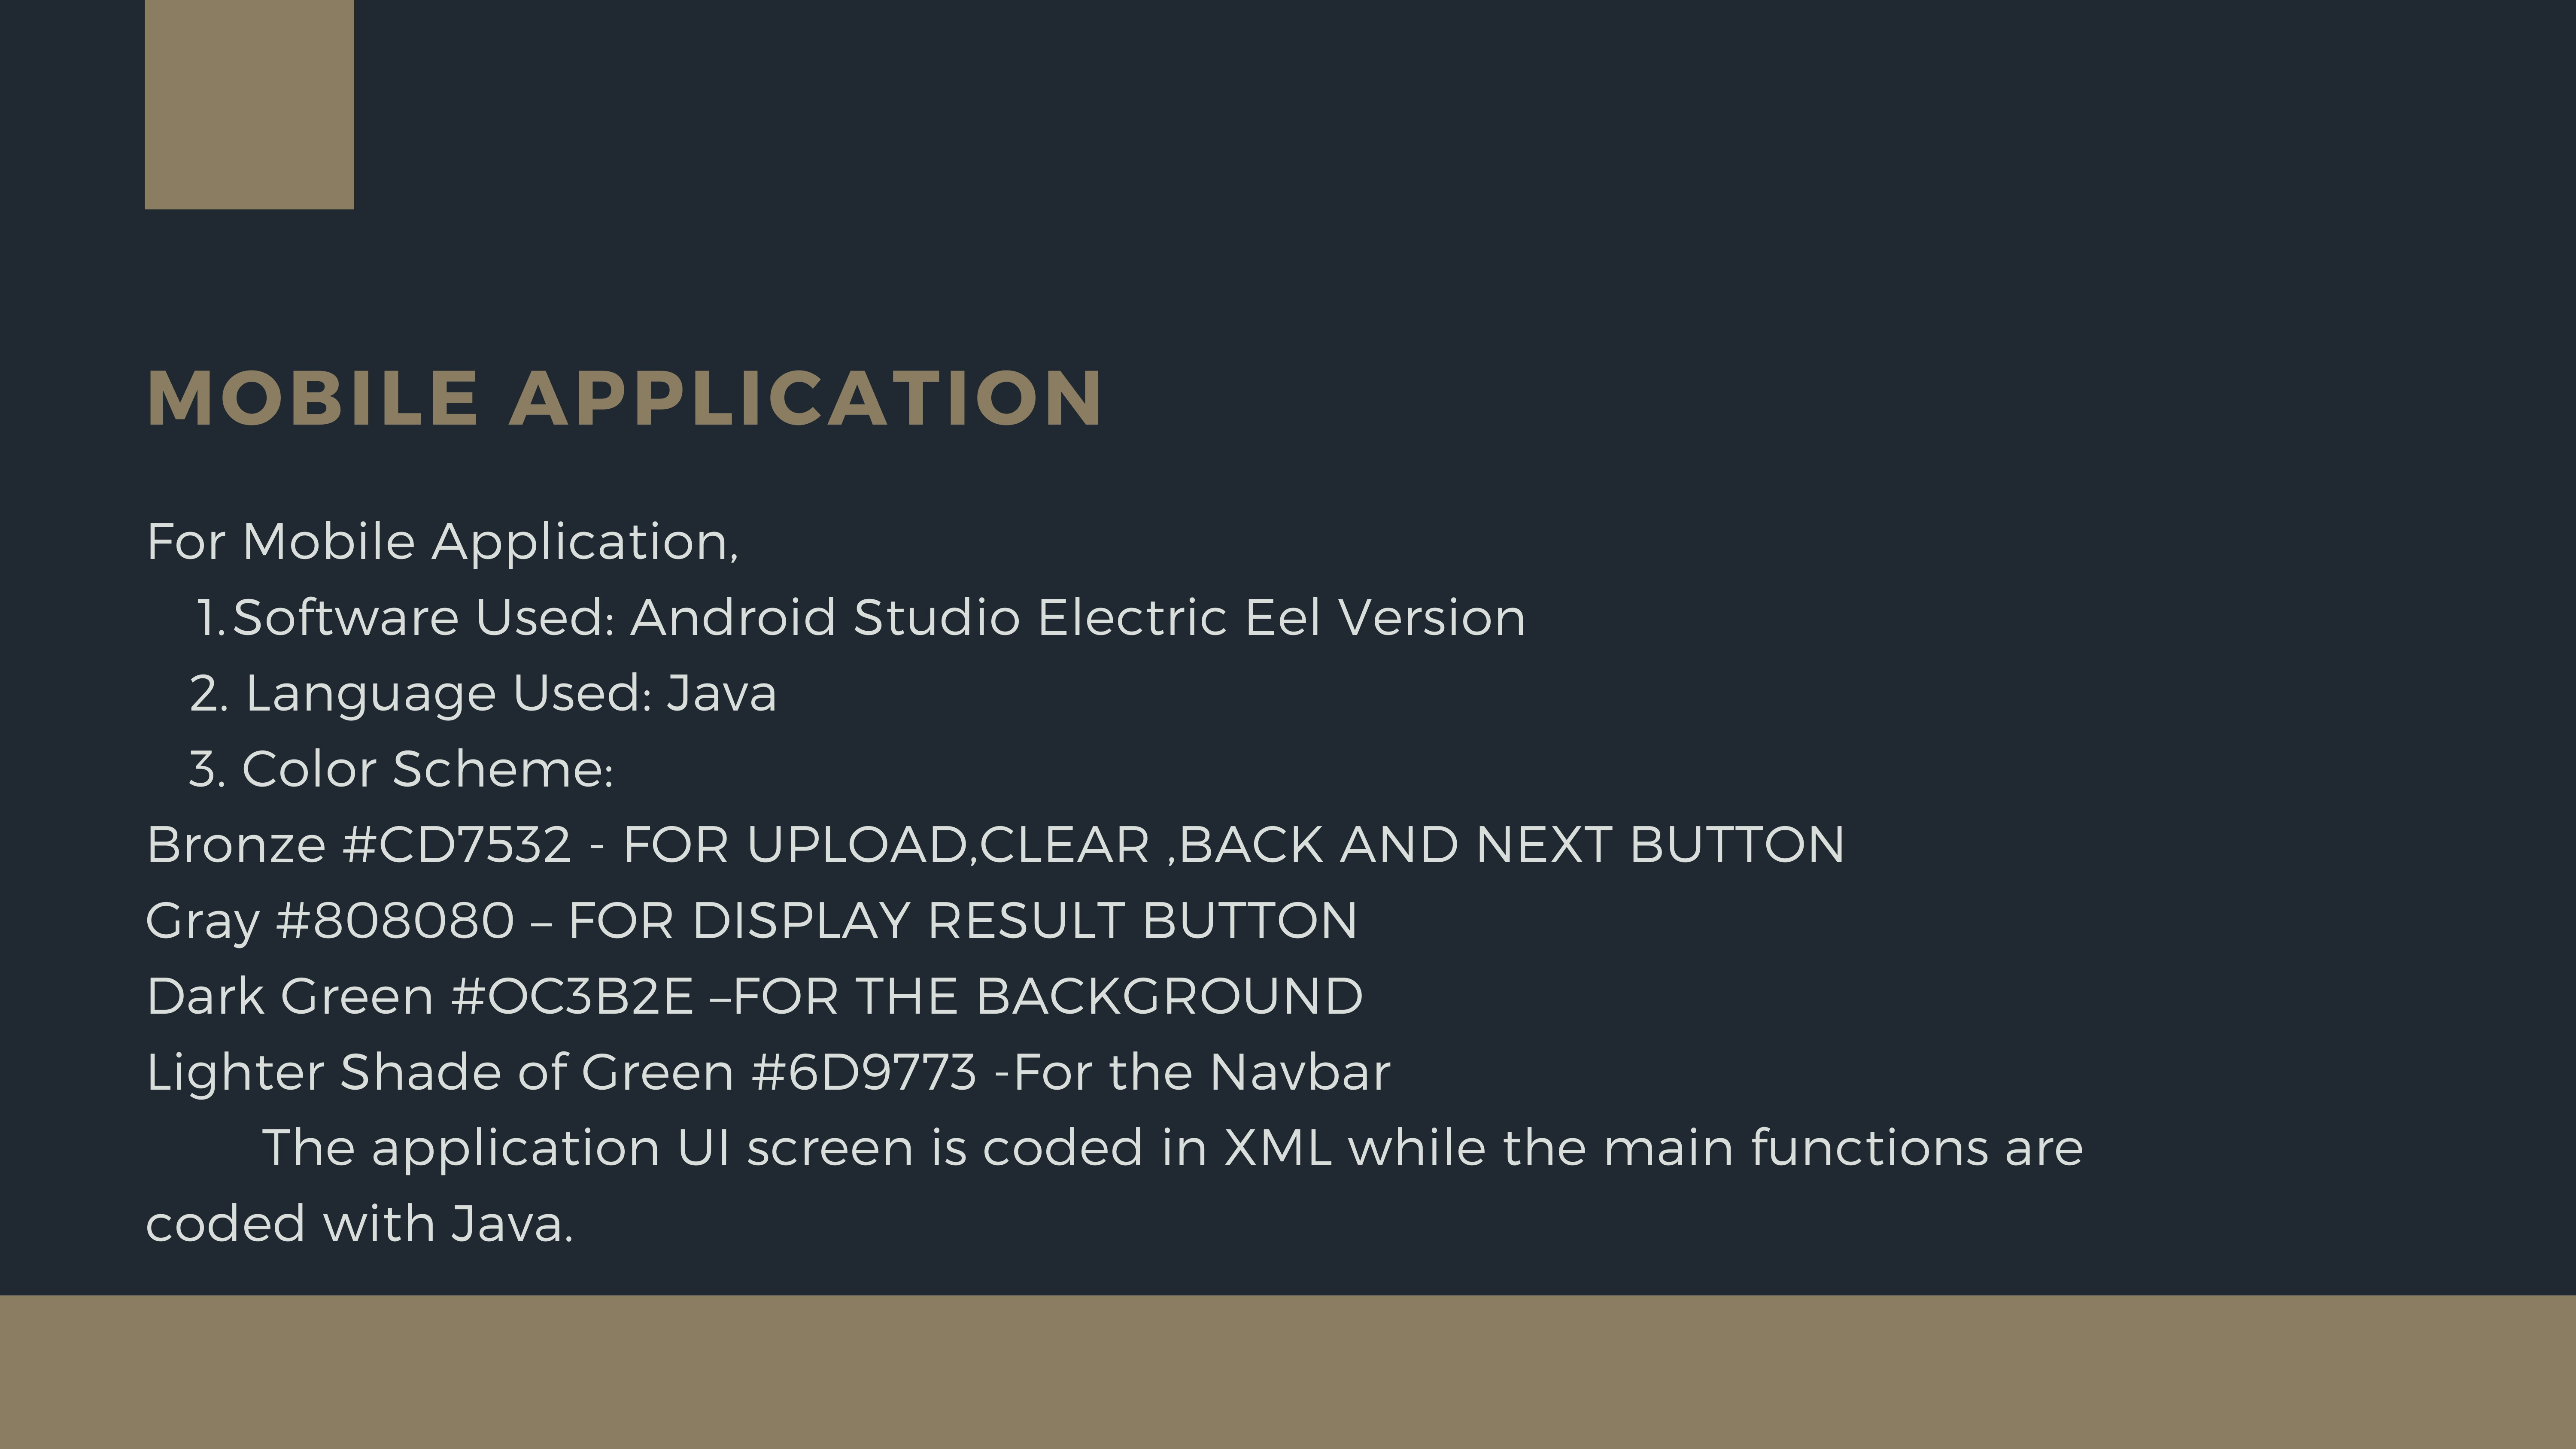 MOBILE APPLICATION
For Mobile Application,
1. Software Used: Android Studio Electric Eel Version
2. Language Used: Java
3. Color Scheme:
Bronze #CD7532 - FOR UPLOAD,CLEAR ,BACK AND NEXT BUTTON
Gray #808080 – FOR DISPLAY RESULT BUTTON
Dark Green #OC3B2E –FOR THE BACKGROUND
Lighter Shade of Green #6D9773 -For the Navbar
The application UI screen is coded in XML while the main functions are
coded with Java.